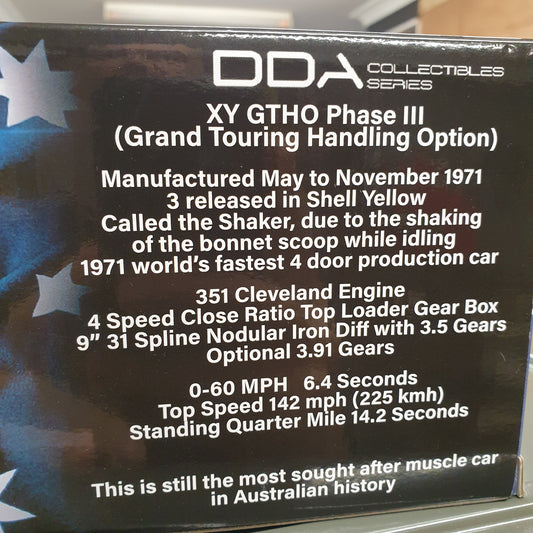 DDA COLLECTIBLES SERIES
XY GTHO Phase III
(Grand Touring Handling Option)
Manufactured May to November 1971
3 released in Shell Yellow
Called the Shaker, due to the shaking
of the bonnet scoop while idling
1971 world's fastest 4 door production car
351 Cleveland Engine
4 Speed Close Ratio Top Loader Gear Box
9" 31 Spline Nodular Iron Diff with 3.5 Gears
Optional 3.91 Gears
0-60 MPH 6.4 Seconds
Top Speed 142 mph (225 kmh)
Standing Quarter Mile 14.2 Seconds
This is still the most sought after muscle car
in Australian history